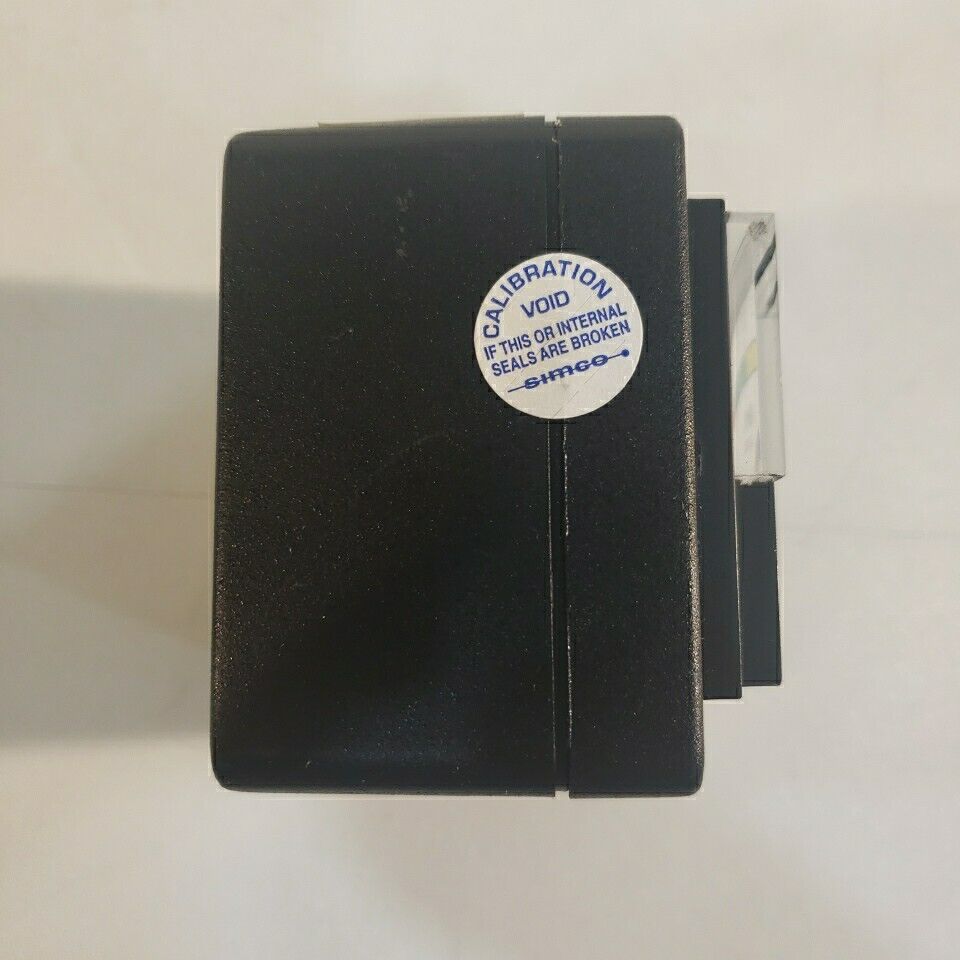 CALIBRATION
VOID
IF THIS OR INTERNAL
SEALS ARE BROKEN
SIMCO